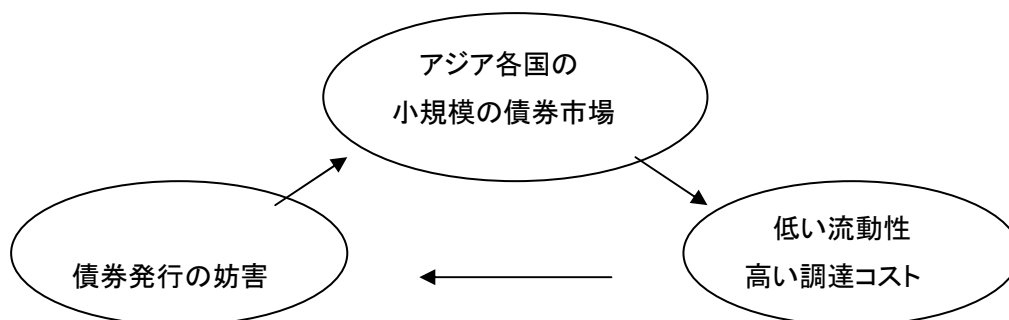 アジア各国の
小規模の債券市場
低い流動性
高い調達コスト
債券発行の妨害